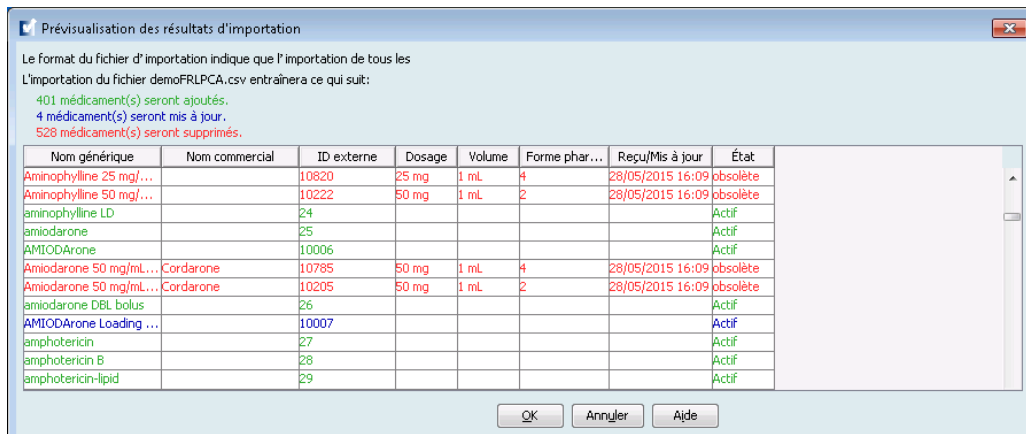 Prévisualisation des résultats d'importation
Le format du fichier d'importation indique que l'importation de tous les
L'importation du fichier demoFRLPCA.csv entraînera ce qui suit:
401 médicament(s) seront ajoutés.
4 médicament(s) seront mis à jour.
528 médicament(s) seront supprimés.
Nom générique Nom commercial ID externe Dosage Volume Forme phar... Reçu/Mis à jour État
Aminophylline 25 mg/... 10820 25 mg 1 mL 4 28/05/2015 16:09 obsolète
Aminophylline 50 mg/... 10222 50 mg 1 mL 2 28/05/2015 16:09 obsolète
aminophylline LD 24 Actif
amiodarone 25 Actif
AMIODArone 10006 Actif
Amiodarone 50 mg/mL... Cordarone 10785 50 mg 1 mL 4 28/05/2015 16:09 obsolète
Amiodarone 50 mg/mL... Cordarone 10205 50 mg 1 mL 2 28/05/2015 16:09 obsolète
amiodarone DBL bolus 26 Actif
AMIODArone Loading ... 10007 Actif
amphotericin 27 Actif
amphotericin B 28 Actif
amphotericin-lipid 29 Actif
OK Annuler Aide